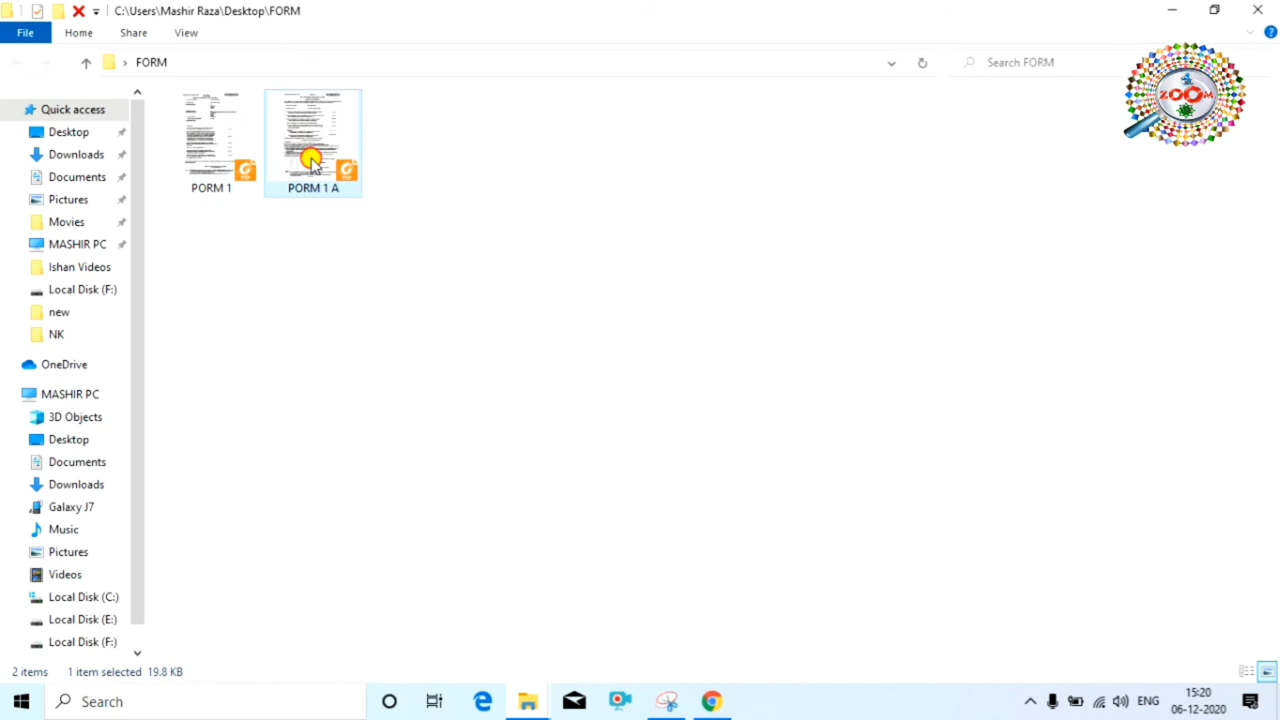 C:\Users\Mashir Raza\Desktop\FORM
File Home Share View
FORM
Search FORM
access
Desktop
Downloads
Documents
Pictures
Movies
MASHIR PC
Ishan Videos
Local Disk (F:)
new
NK
OneDrive
MASHIR PC
3D Objects
Desktop
Documents
Downloads
Galaxy J7
Music
Pictures
Videos
Local Disk (C:)
Local Disk (E:)
Local Disk (F:)
PORM 1
PORM 1 A
2 items 1 item selected 19.8 KB
Search
ENG
15:20
06-12-2020